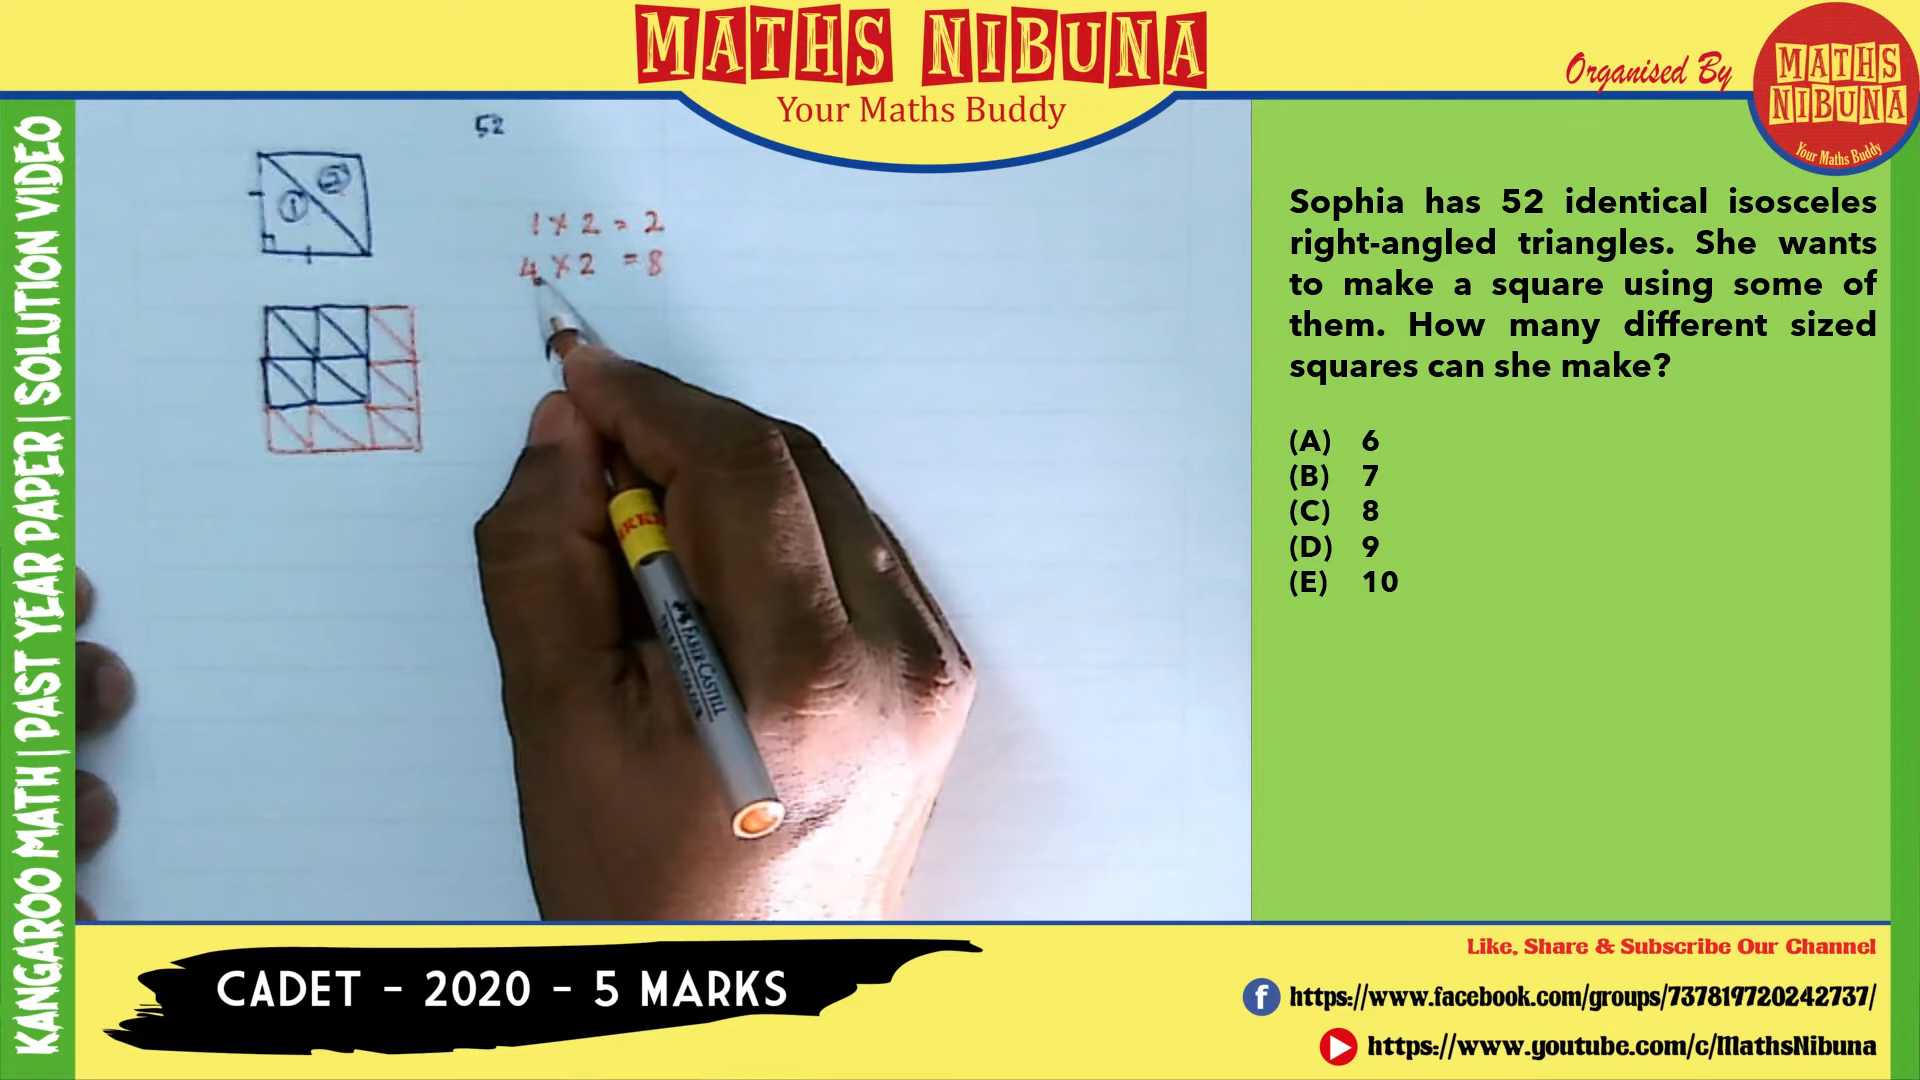 MATHS NIBUNA
Your Maths Buddy
Organised By
MATHS
NIBUNA
Your Maths Buddy
KANGAROO MATH | PAST YEAR PAPER | SOLUTION VIDEO
52
1
2
1 × 2 = 2
4 × 2 = 8
FABER-CASTELL
Sophia has 52 identical isosceles
right-angled triangles. She wants
to make a square using some of
them. How many different sized
squares can she make?
(A) 6
(B) 7
(C) 8
(D) 9
(E) 10
CADET - 2020 - 5 MARKS
Like, Share & Subscribe Our Channel
f https://www.facebook.com/groups/737819720242737/
https://www.youtube.com/c/MathsNibuna